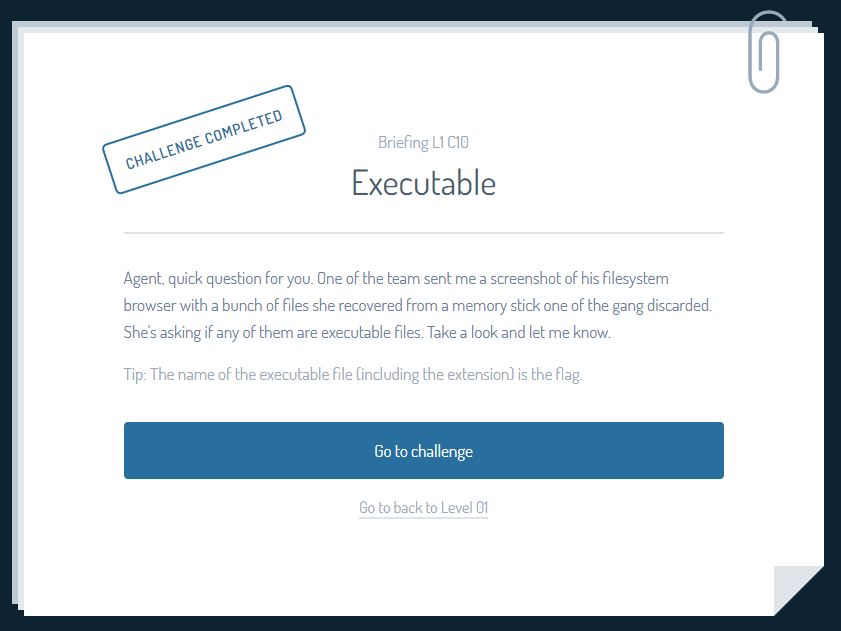 CHALLENGE COMPLETED
Briefing L1 C10
Executable
Agent, quick question for you. One of the team sent me a screenshot of his filesystem
browser with a bunch of files she recovered from a memory stick one of the gang discarded.
She's asking if any of them are executable files. Take a look and let me know.
Tip: The name of the executable file (including the extension) is the flag.
Go to challenge
Go to back to Level 01